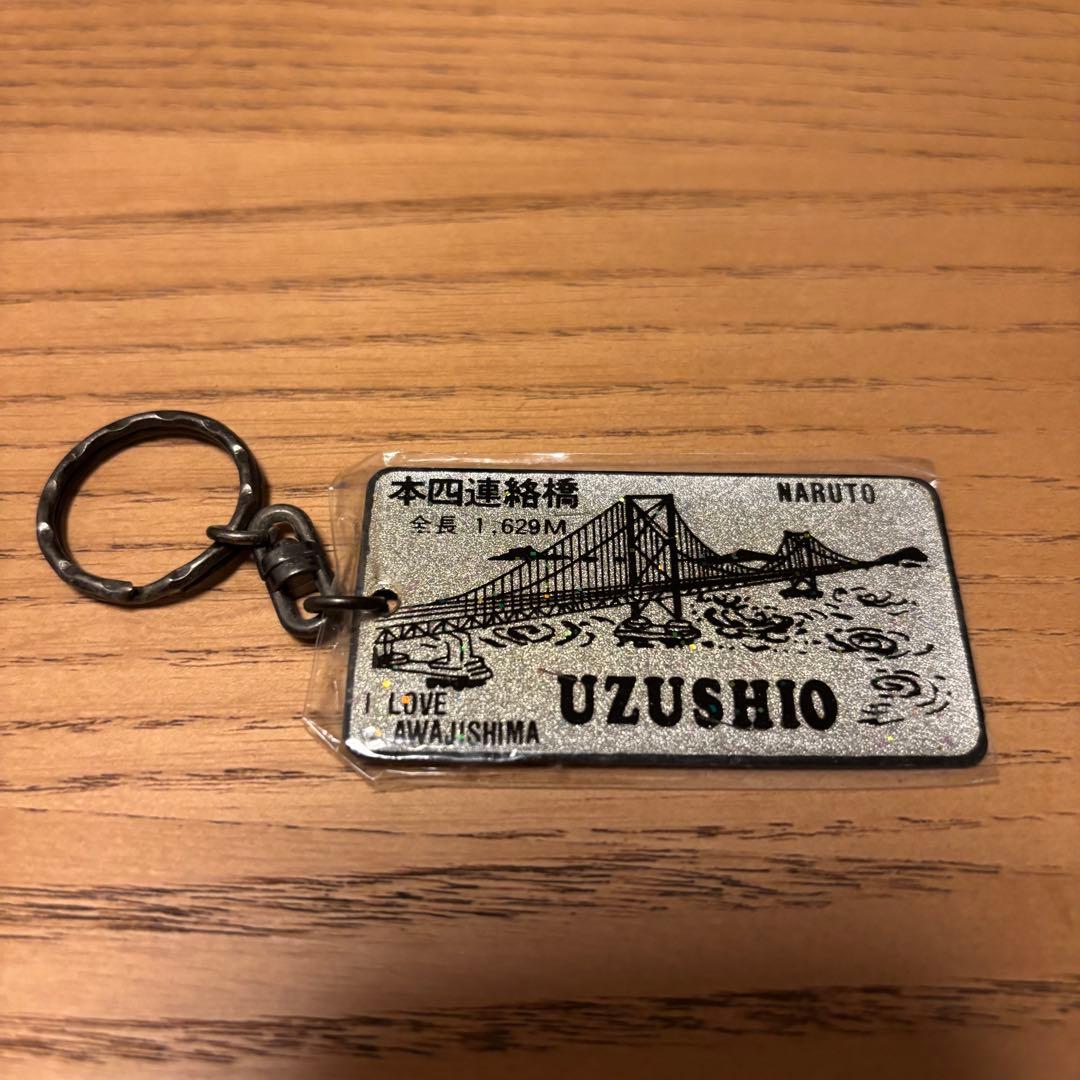 本四連絡橋
全長 1,629M
NARUTO
I LOVE
AWAJISHIMA
UZUSHIO